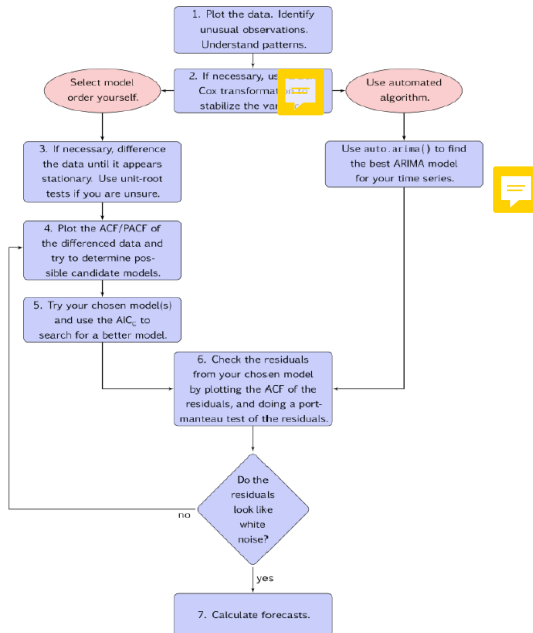 1. Plot the data. Identify
unusual observations.
Understand patterns.
Select model
order yourself.
2. If necessary, us
Cox transformat
stabilize the var
Use automated
algorithm.
3. If necessary, difference
the data until it appears
stationary. Use unit-root
tests if you are unsure.
Use auto.arima() to find
the best ARIMA model
for your time series.
4. Plot the ACF/PACF of
the differenced data and
try to determine pos-
sible candidate models.
5. Try your chosen model(s)
and use the AICc to
search for a better model.
6. Check the residuals
from your chosen model
by plotting the ACF of the
residuals, and doing a port-
manteau test of the residuals.
Do the
residuals
look like
white
noise?
no
yes
7. Calculate forecasts.